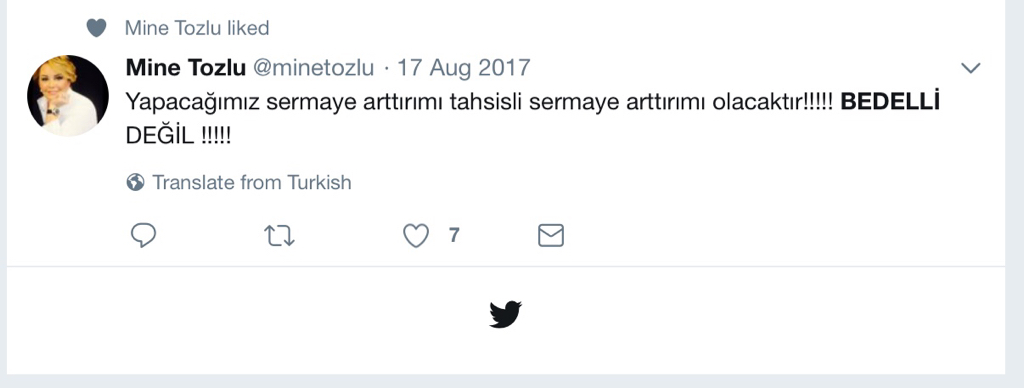 Mine Tozlu liked
Mine Tozlu @minetozlu · 17 Aug 2017
Yapacağımız sermaye arttırımı tahsisli sermaye arttırımı olacaktır!!!!! BEDELLİ
DEĞİL !!!!!
Translate from Turkish
7